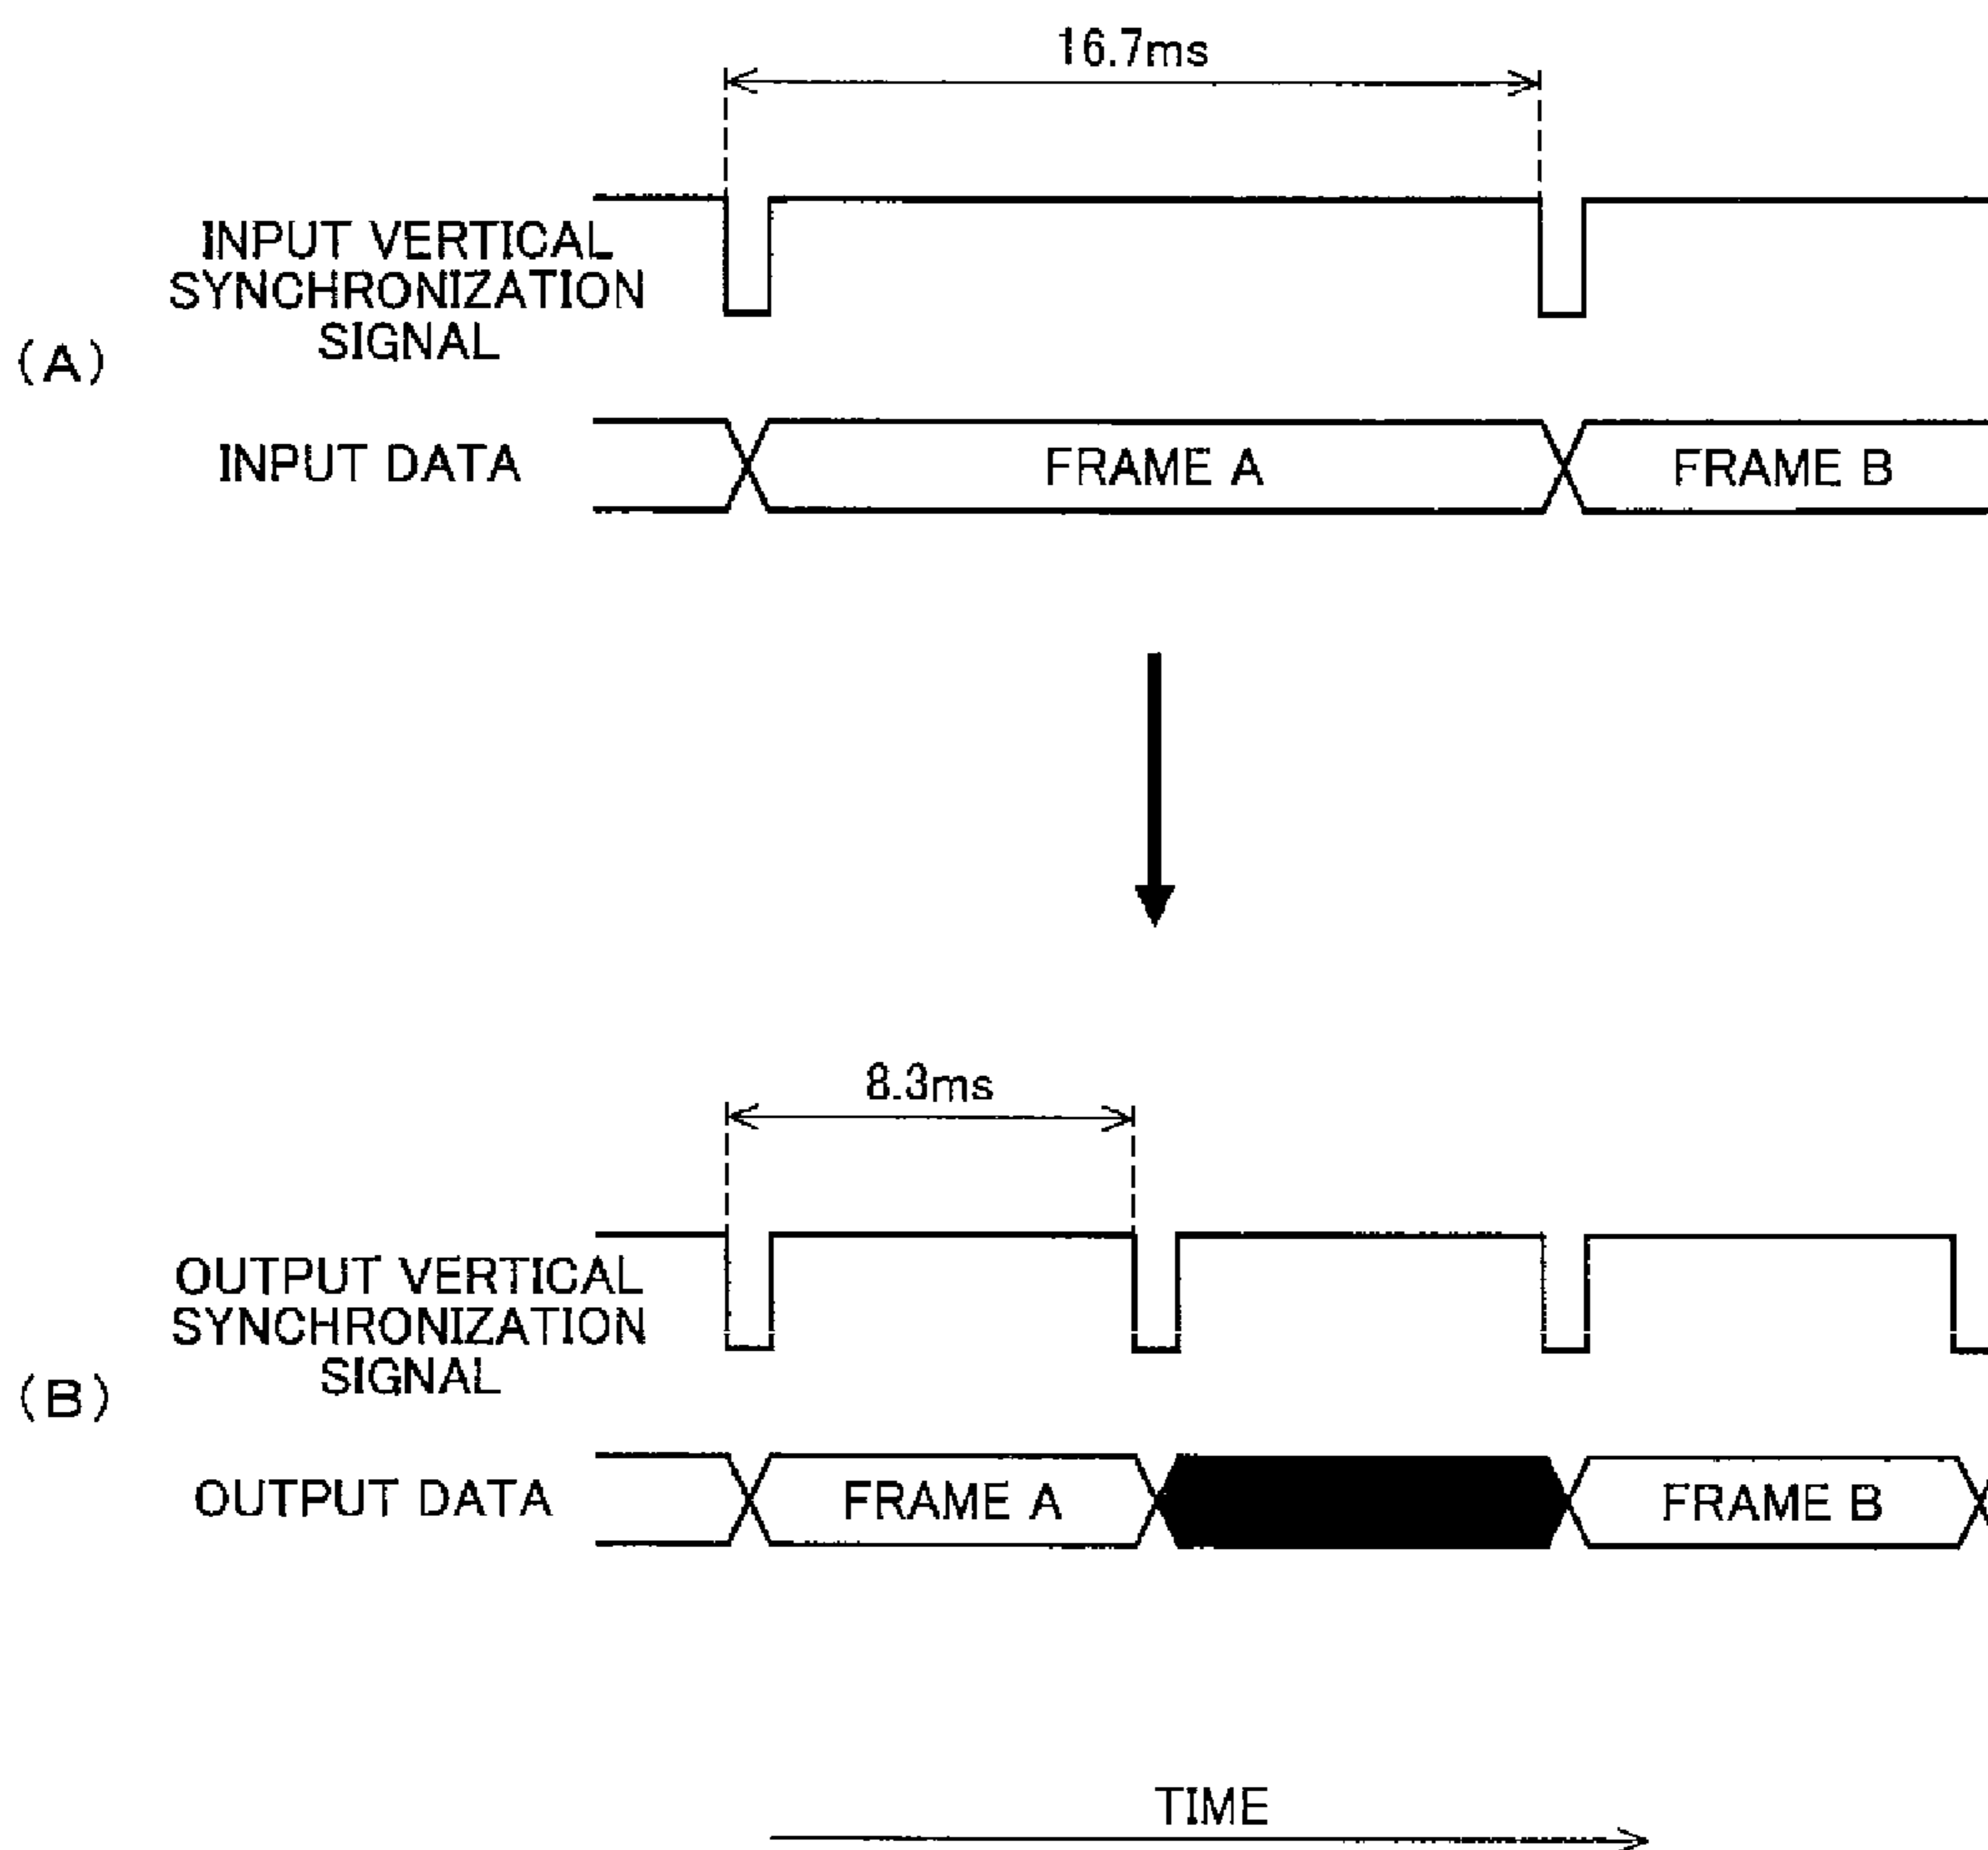 16.7ms
INPUT VERTICAL
SYNCHRONIZATION
SIGNAL
(A)
INPUT DATA
FRAME A
FRAME B
8.3ms
OUTPUT VERTICAL
SYNCHRONIZATION
SIGNAL
(B)
OUTPUT DATA
FRAME A
FRAME B
TIME